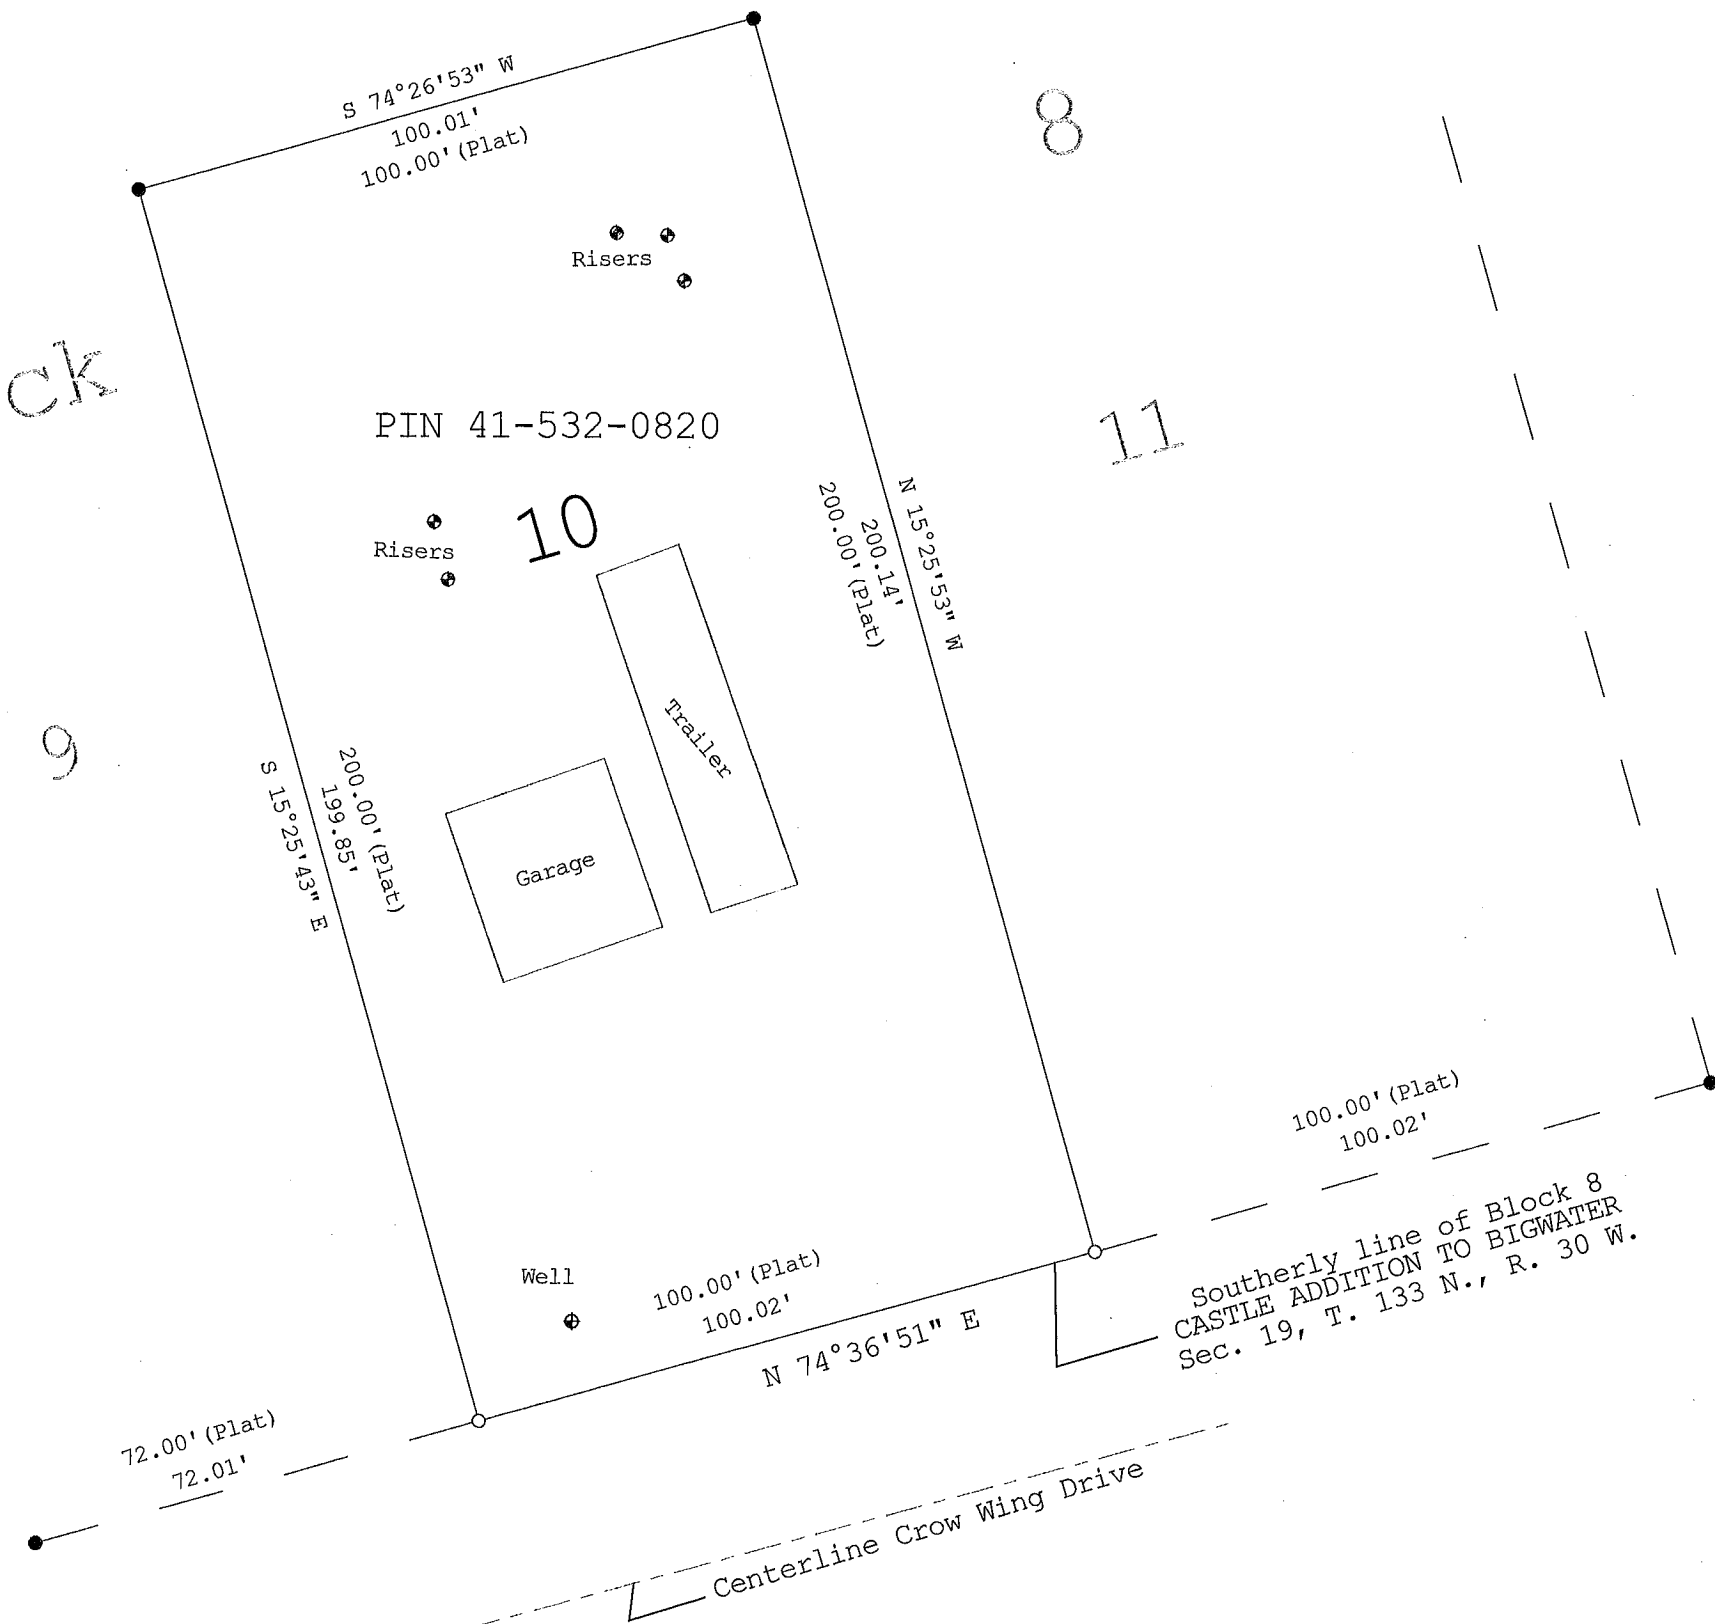 S 74°26'53" W
100.01'
100.00'(Plat)
8
Risers
ck
PIN 41-532-0820
11
10
Risers
N 15°25'53" W
200.14'
200.00'(Plat)
9
Trailer
200.00'(Plat)
199.85'
S 15°25'43" E
Garage
100.00'(Plat)
100.02'
Southerly line of Block 8
CASTLE ADDITION TO BIGWATER
Sec. 19, T. 133 N., R. 30 W.
Well
100.00'(Plat)
100.02'
N 74°36'51" E
72.00'(Plat)
72.01'
Centerline Crow Wing Drive